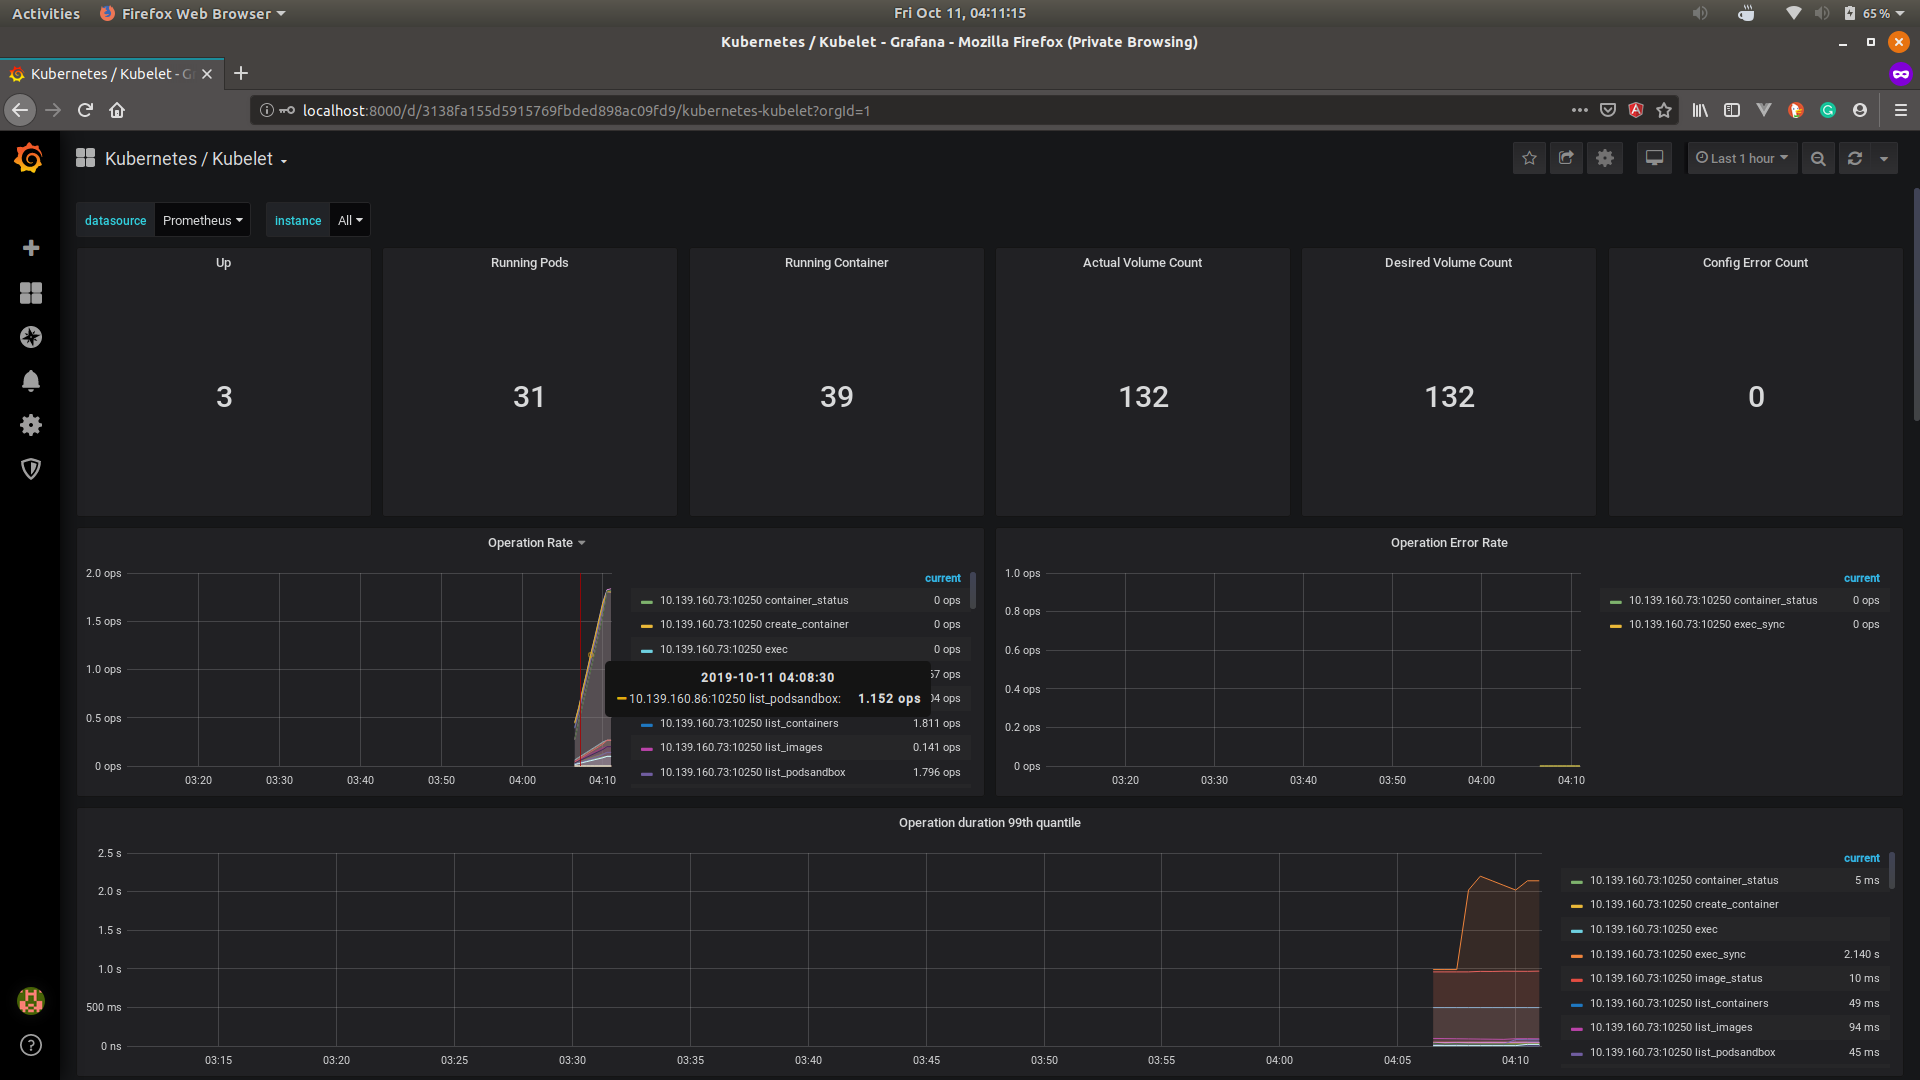 Activities Firefox Web Browser Fri Oct 11, 04:11:15 65 %
Kubernetes / Kubelet - Grafana - Mozilla Firefox (Private Browsing)
Kubernetes / Kubelet - G
localhost:8000/d/3138fa155d5915769fbded898ac09fd9/kubernetes-kubelet?orgId=1
Kubernetes / Kubelet Last 1 hour
datasource Prometheus instance All
Up Running Pods Running Container Actual Volume Count Desired Volume Count Config Error Count
3 31 39 132 132 0
Operation Rate
2.0 ops
1.5 ops
1.0 ops
0.5 ops
0 ops
03:20 03:30 03:40 03:50 04:00 04:10
current
10.139.160.73:10250 container_status 0 ops
10.139.160.73:10250 create_container 0 ops
10.139.160.73:10250 exec 0 ops
2019-10-11 04:08:30
10.139.160.86:10250 list_podsandbox: 1.152 ops
57 ops
04 ops
10.139.160.73:10250 list_containers 1.811 ops
10.139.160.73:10250 list_images 0.141 ops
10.139.160.73:10250 list_podsandbox 1.796 ops
Operation Error Rate
1.0 ops
0.8 ops
0.6 ops
0.4 ops
0.2 ops
0 ops
03:20 03:30 03:40 03:50 04:00 04:10
current
10.139.160.73:10250 container_status 0 ops
10.139.160.73:10250 exec_sync 0 ops
Operation duration 99th quantile
2.5 s
2.0 s
1.5 s
1.0 s
500 ms
0 ns
03:15 03:20 03:25 03:30 03:35 03:40 03:45 03:50 03:55 04:00 04:05 04:10
current
10.139.160.73:10250 container_status 5 ms
10.139.160.73:10250 create_container
10.139.160.73:10250 exec
10.139.160.73:10250 exec_sync 2.140 s
10.139.160.73:10250 image_status 10 ms
10.139.160.73:10250 list_containers 49 ms
10.139.160.73:10250 list_images 94 ms
10.139.160.73:10250 list_podsandbox 45 ms